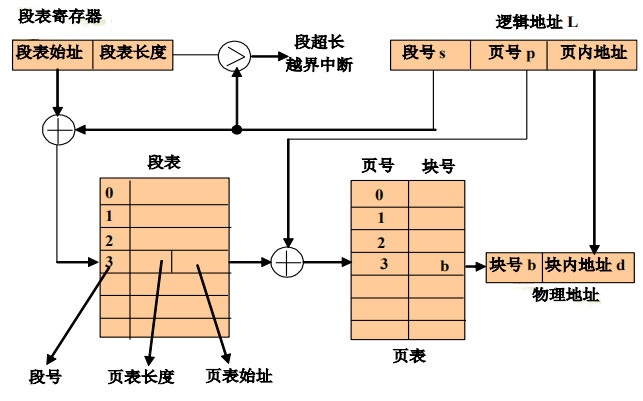 段表寄存器
逻辑地址 L
段表始址 段表长度
>
段超长
越界中断
段号 s 页号 p 页内地址
+
段表
页号 块号
0
1
2
3
0
1
2
3 b
+
块号 b 块内地址 d
物理地址
段号 页表长度 页表始址
页表